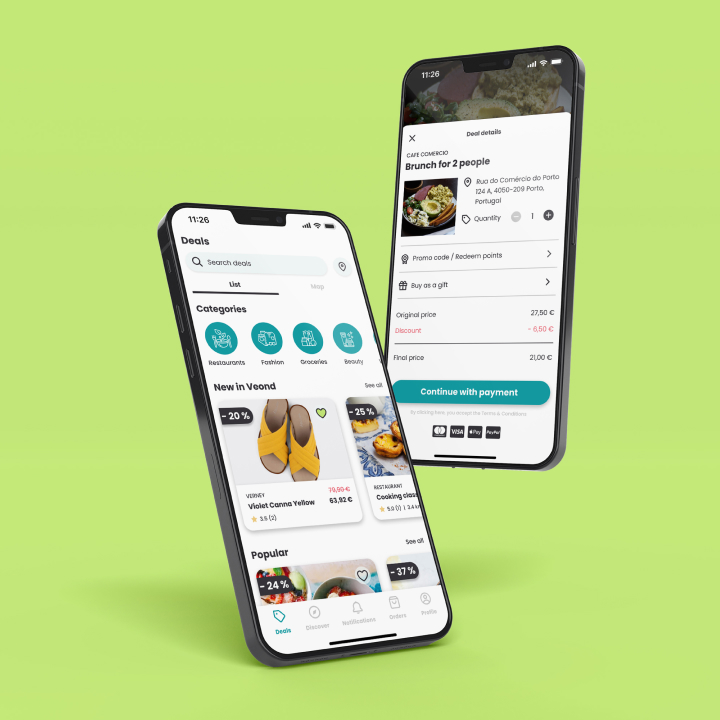 11:26
Deals
Search deals
List
Map
Categories
Restaurants
Fashion
Groceries
Beauty
New in Veond
See all
- 20 %
- 25 %
VERNEY
79,90 €
Violet Canna Yellow
63,92 €
3.5 (2)
RESTAURANT
Cooking class
5.0 (1) | 3.4 km
Popular
See all
- 24 %
- 37 %
Deals
Discover
Notifications
Orders
Profile
11:26
Deal details
CAFE COMERCIO
Brunch for 2 people
Rua do Comércio do Porto
124 A, 4050-209 Porto,
Portugal
Quantity
1
Promo code / Redeem points
Buy as a gift
Original price
27,50 €
Discount
- 6,50 €
Final price
21,00 €
Continue with payment
By clicking here, you accept the Terms & Conditions
VISA
Pay
PayPal